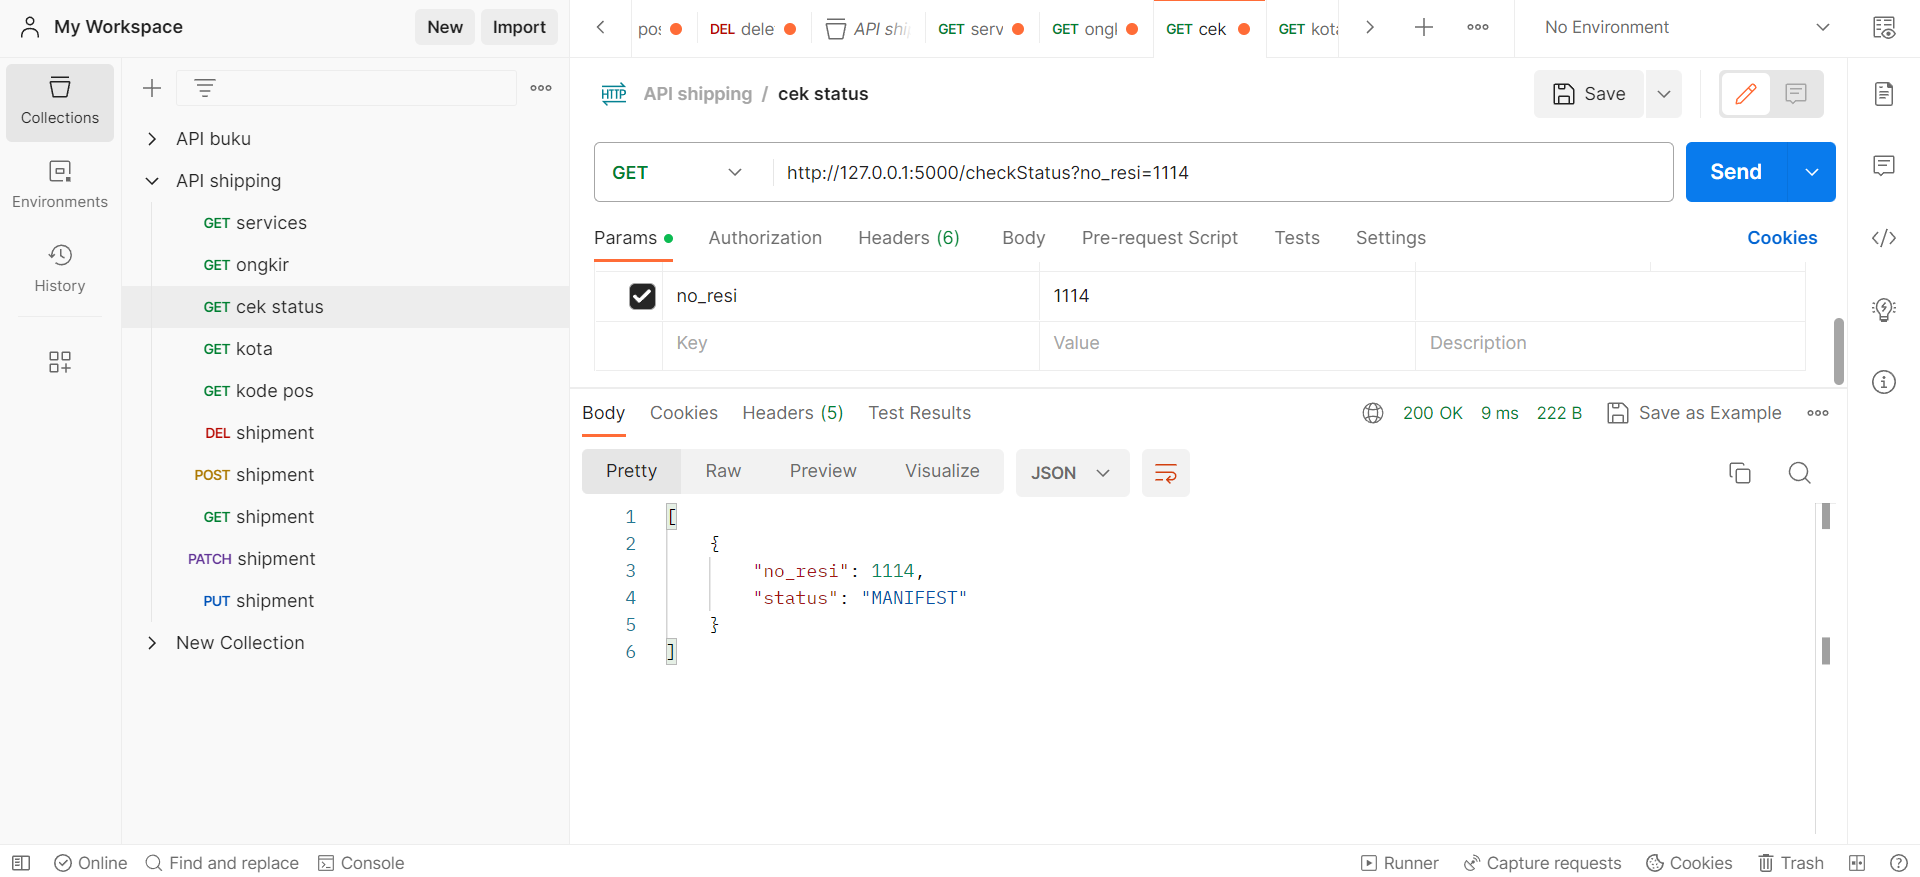 My Workspace
New
Import
pos
DEL dele
API shi
GET serv
GET ongl
GET cek
GET kota
No Environment
Collections
Environments
History
API buku
API shipping
GET services
GET ongkir
GET cek status
GET kota
GET kode pos
DEL shipment
POST shipment
GET shipment
PATCH shipment
PUT shipment
New Collection
HTTP API shipping / cek status
Save
GET
http://127.0.0.1:5000/checkStatus?no_resi=1114
Send
Params Authorization Headers (6) Body Pre-request Script Tests Settings Cookies
no_resi 1114
Key Value Description
Body Cookies Headers (5) Test Results 200 OK 9 ms 222 B Save as Example
Pretty Raw Preview Visualize JSON
1 [
2 {
3 "no_resi": 1114,
4 "status": "MANIFEST"
5 }
6 ]
Online Find and replace Console Runner Capture requests Cookies Trash